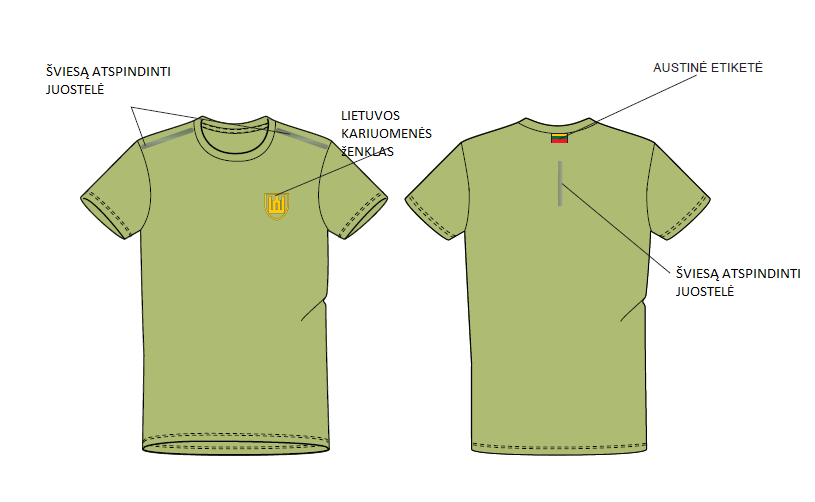 ŠVIESĄ ATSPINDINTI
JUOSTELĖ
LIETUVOS
KARIUOMENĖS
ŽENKLAS
AUSTINĖ ETIKETĖ
ŠVIESĄ ATSPINDINTI
JUOSTELĖ